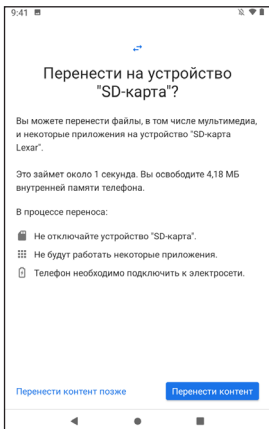 9:41
Перенести на устройство
"SD-карта"?
Вы можете перенести файлы, в том числе мультимедиа,
и некоторые приложения на устройство "SD-карта
Lexar".
Это займет около 1 секунда. Вы освободите 4,18 МБ
внутренней памяти телефона.
В процессе переноса:
Не отключайте устройство "SD-карта".
Не будут работать некоторые приложения.
Телефон необходимо подключить к электросети.
Перенести контент позже
Перенести контент